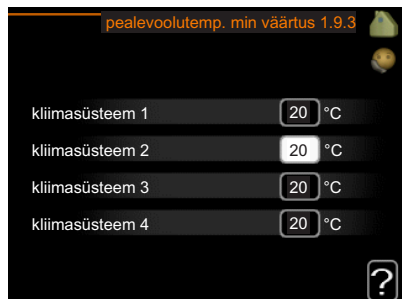 pealevoolutemp. min väärtus 1.9.3
kliimasüsteem 1 20 °C
kliimasüsteem 2 20 °C
kliimasüsteem 3 20 °C
kliimasüsteem 4 20 °C
?